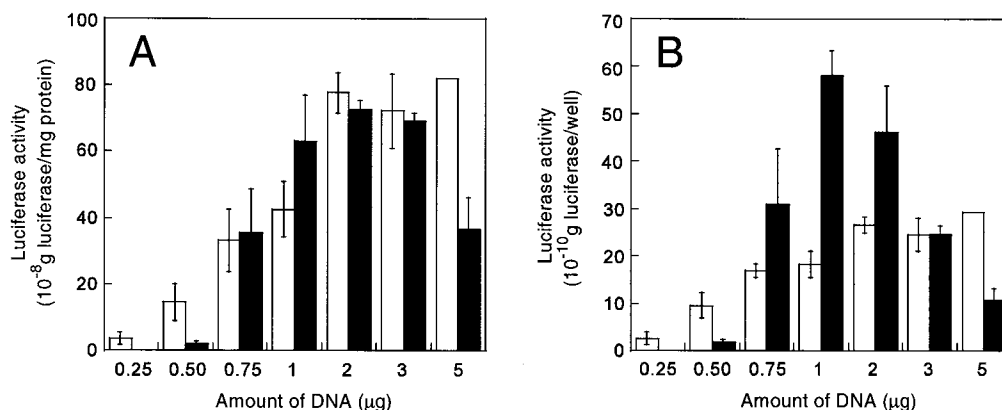 A
Luciferase activity
(10⁻⁸g luciferase/mg protein)
100
80
60
40
20
0
0.25 0.50 0.75 1 2 3 5
Amount of DNA (µg)
B
Luciferase activity
(10⁻¹⁰g luciferase/well)
70
60
50
40
30
20
10
0
0.25 0.50 0.75 1 2 3 5
Amount of DNA (µg)